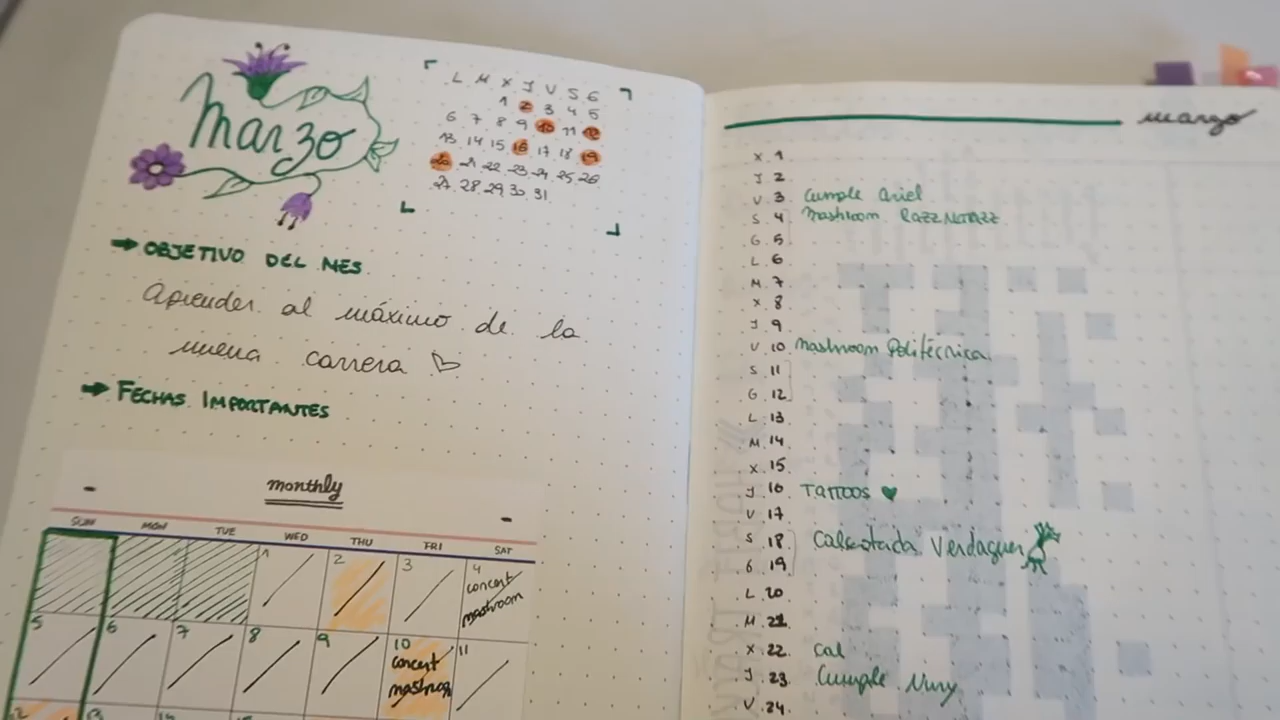 Marzo
L M X J V S G
1 2 3 4 5
6 7 8 9 10 11 12
13 14 15 16 17 18 19
20 21 22 23 24 25 26
27 28 29 30 31
OBJETIVO DEL MES
Aprender al máximo de la
nueva carrera
FECHAS IMPORTANTES
monthly
SUN MON TUE WED THU FRI SAT
1 2 3 4
concert
mashroom
5 6 7 8 9 10 11
concert
mashroom
12 13 14 15
marzo
X 1
J 2
V 3 Cumple Ariel
S 4 Mashroom RazzMatazz
G 5
L 6
M 7
X 8
J 9
V 10 Mashroom Politécnica
S 11
G 12
L 13
M 14
X 15
J 16 TATTOOS
V 17
S 18 Calsotada Verdaguer
G 19
L 20
M 21
X 22 Cal
J 23 Cumple Nury
V 24